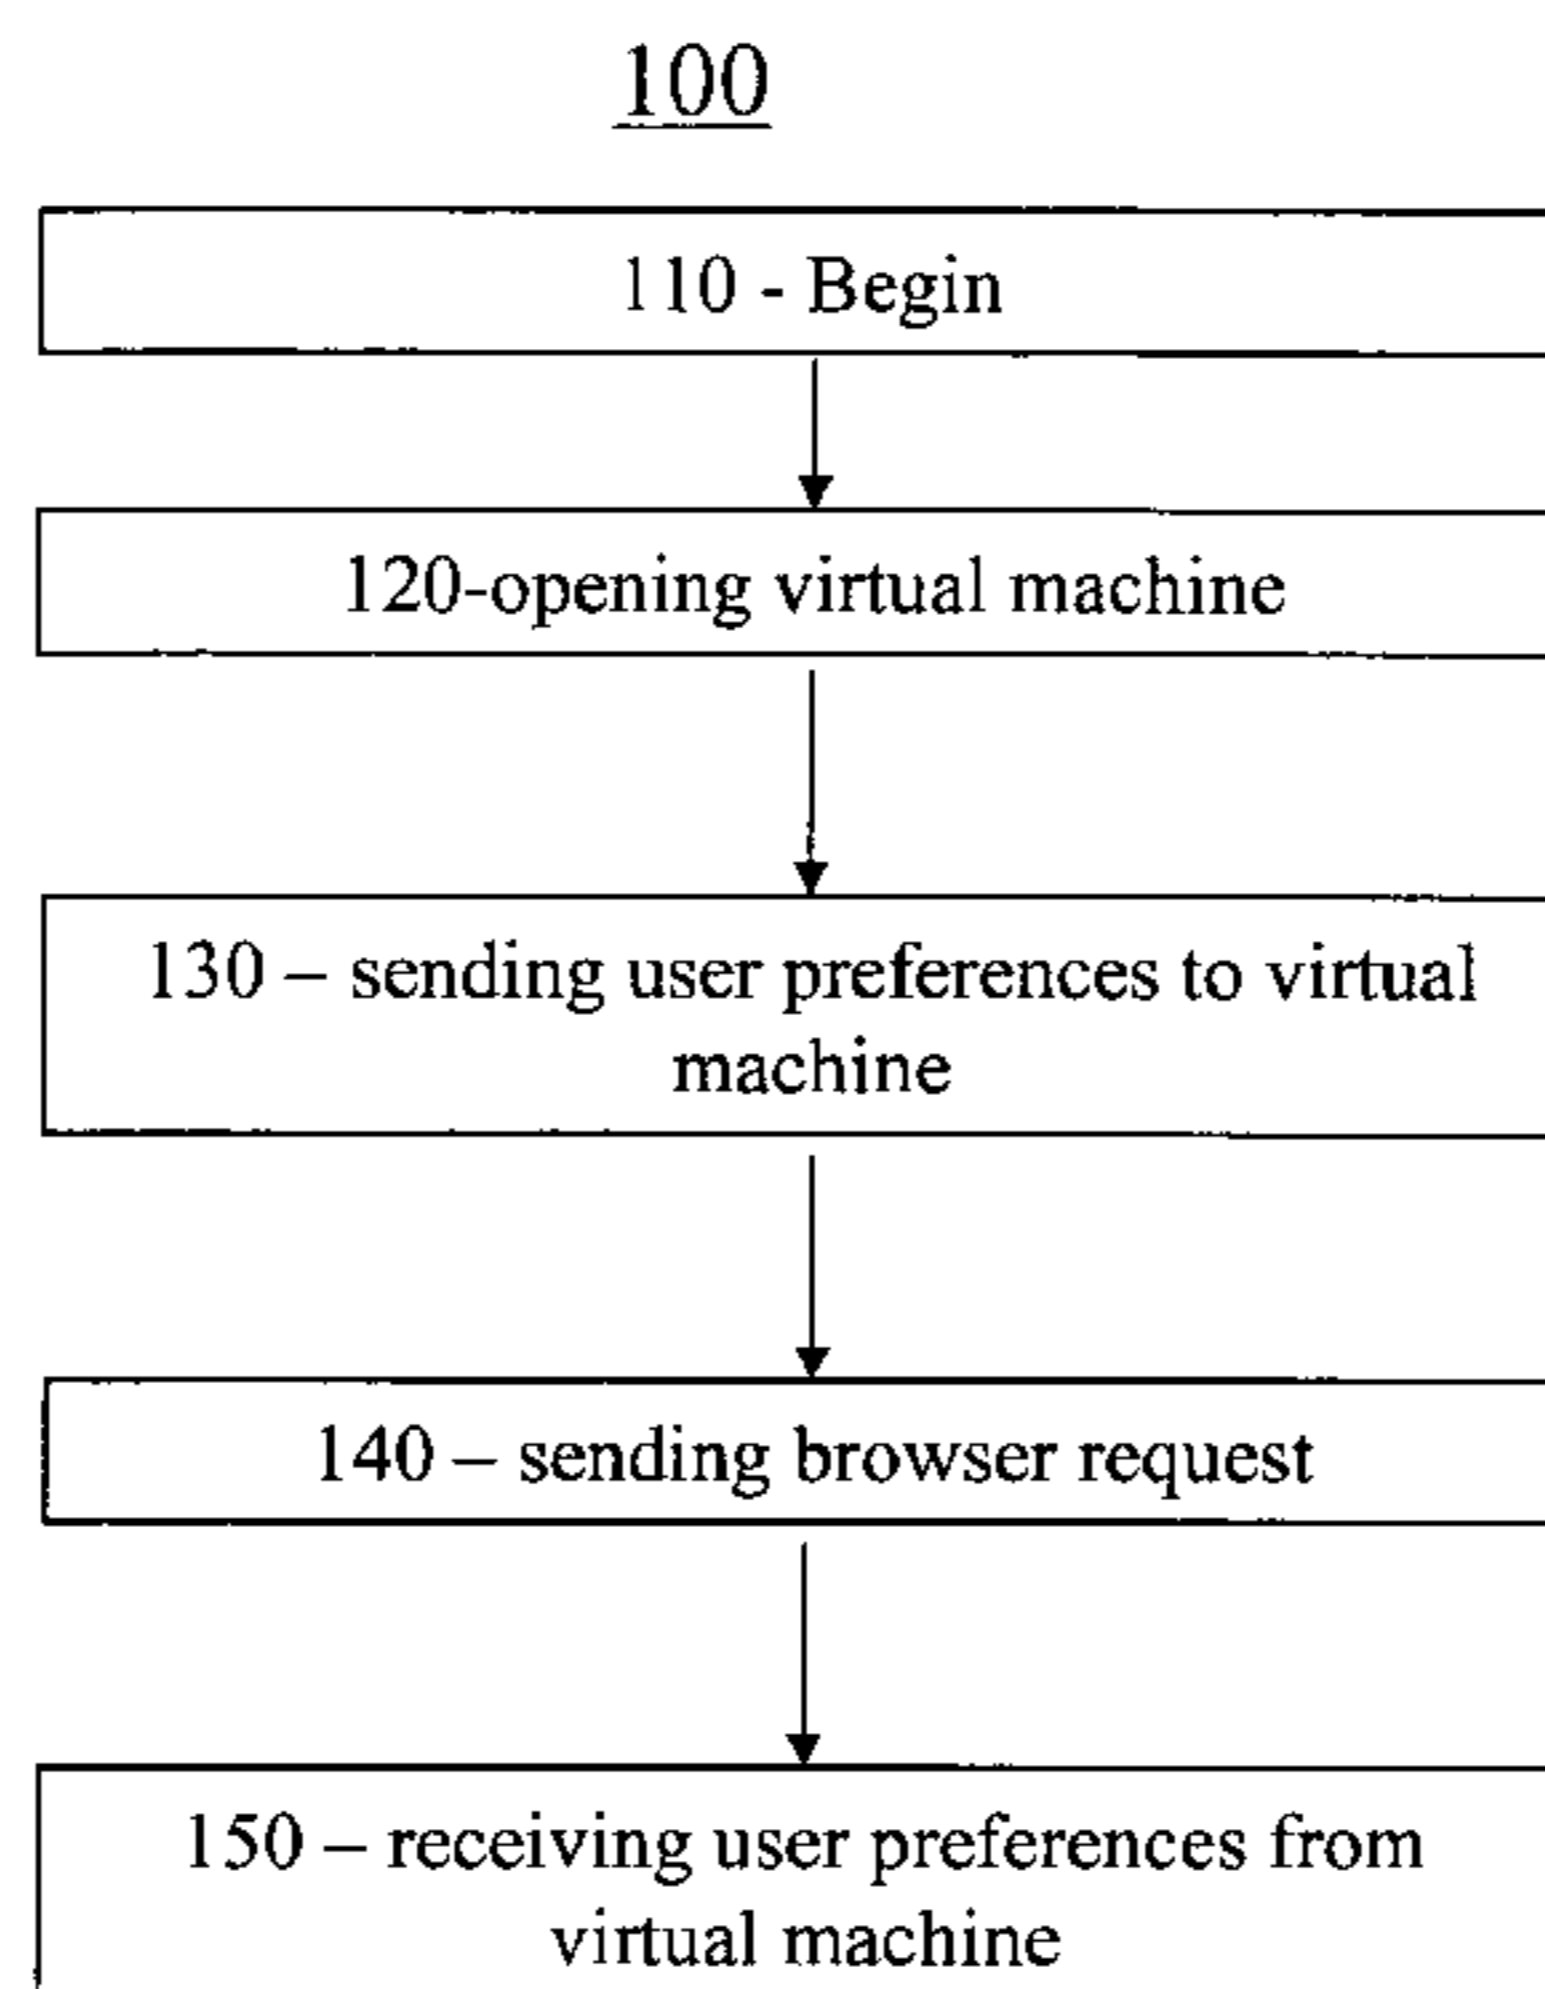 100
110 - Begin
120-opening virtual machine
130 – sending user preferences to virtual
machine
140 – sending browser request
150 – receiving user preferences from
virtual machine